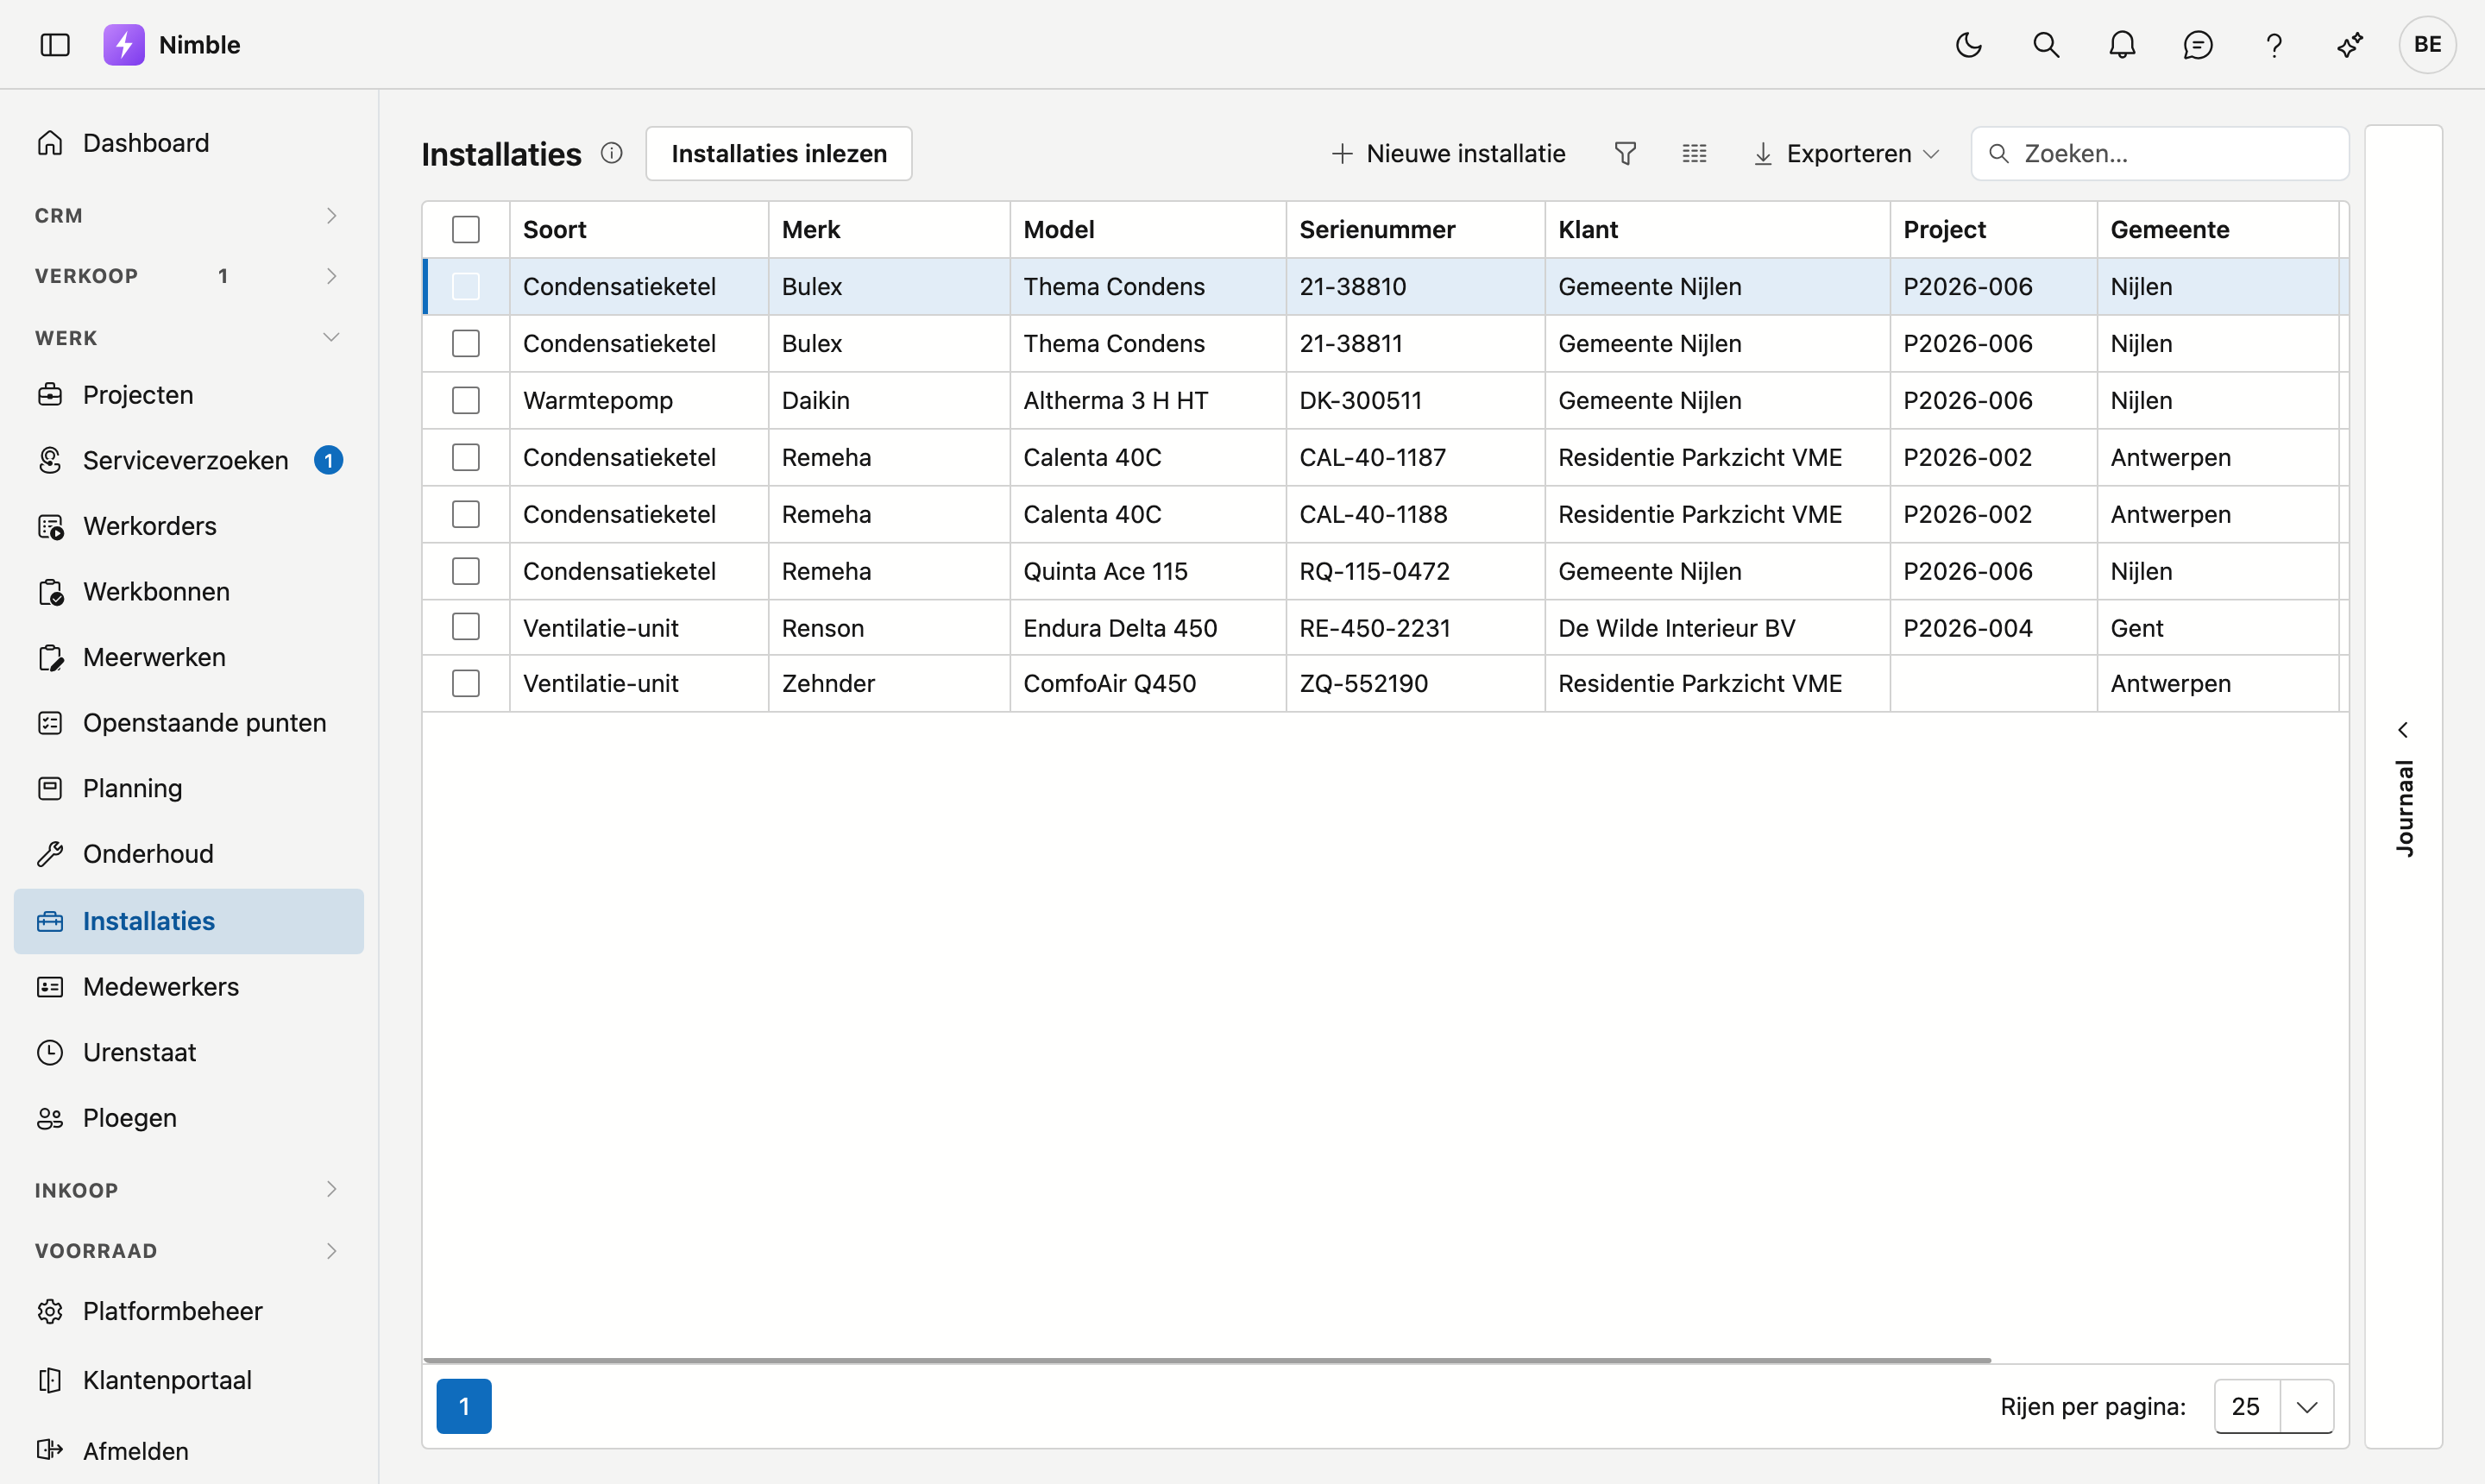 Nimble
BE
Dashboard
CRM
VERKOOP 1
WERK
Projecten
Serviceverzoeken 1
Werkorders
Werkbonnen
Meerwerken
Openstaande punten
Planning
Onderhoud
Installaties
Medewerkers
Urenstaat
Ploegen
INKOOP
VOORRAAD
Platformbeheer
Klantenportaal
Afmelden
Installaties Installaties inlezen Nieuwe installatie Exporteren Zoeken...
Soort Merk Model Serienummer Klant Project Gemeente
Condensatieketel Bulex Thema Condens 21-38810 Gemeente Nijlen P2026-006 Nijlen
Condensatieketel Bulex Thema Condens 21-38811 Gemeente Nijlen P2026-006 Nijlen
Warmtepomp Daikin Altherma 3 H HT DK-300511 Gemeente Nijlen P2026-006 Nijlen
Condensatieketel Remeha Calenta 40C CAL-40-1187 Residentie Parkzicht VME P2026-002 Antwerpen
Condensatieketel Remeha Calenta 40C CAL-40-1188 Residentie Parkzicht VME P2026-002 Antwerpen
Condensatieketel Remeha Quinta Ace 115 RQ-115-0472 Gemeente Nijlen P2026-006 Nijlen
Ventilatie-unit Renson Endura Delta 450 RE-450-2231 De Wilde Interieur BV P2026-004 Gent
Ventilatie-unit Zehnder ComfoAir Q450 ZQ-552190 Residentie Parkzicht VME Antwerpen
1 Rijen per pagina: 25
Journaal